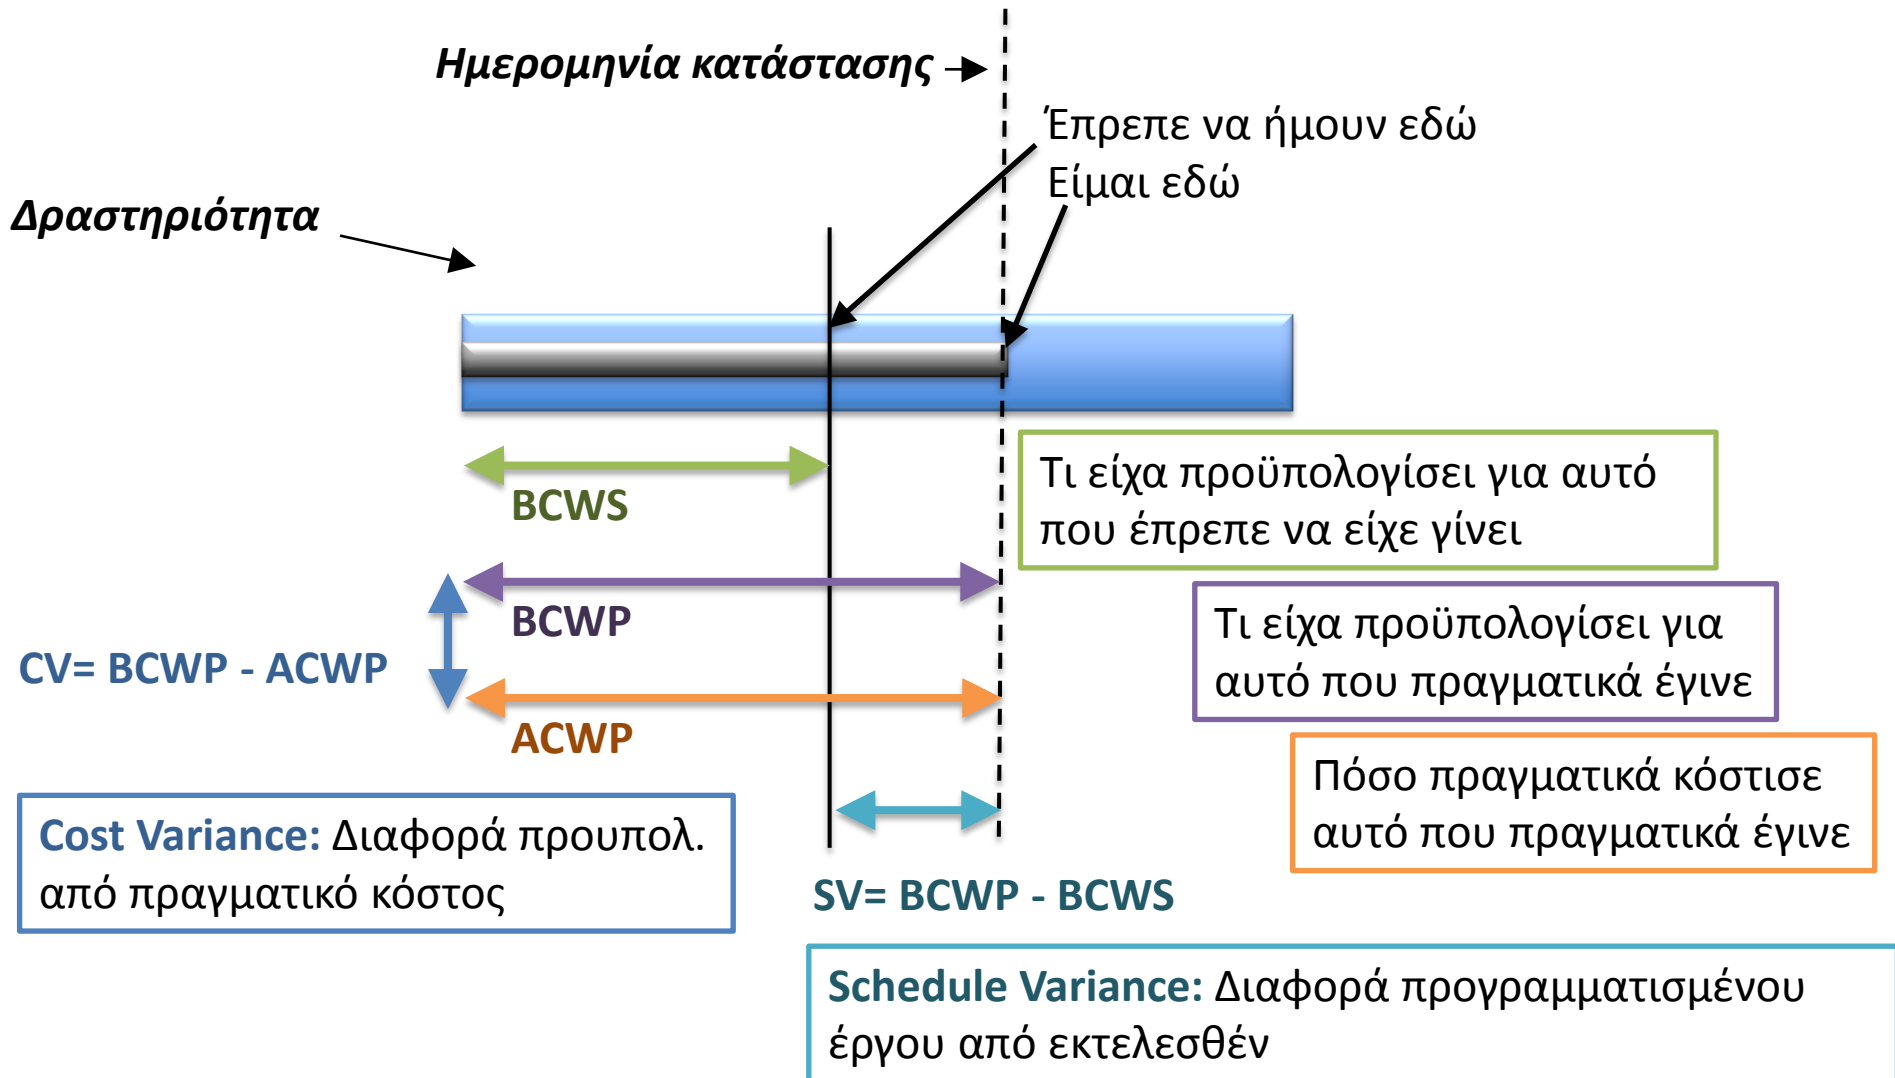 Ημερομηνία κατάστασης
Έπρεπε να ήμουν εδώ
Είμαι εδώ
Δραστηριότητα
BCWS
Τι είχα προϋπολογίσει για αυτό
που έπρεπε να είχε γίνει
BCWP
Τι είχα προϋπολογίσει για
αυτό που πραγματικά έγινε
CV= BCWP - ACWP
ACWP
Πόσο πραγματικά κόστισε
αυτό που πραγματικά έγινε
Cost Variance: Διαφορά προυπολ.
από πραγματικό κόστος
SV= BCWP - BCWS
Schedule Variance: Διαφορά προγραμματισμένου
έργου από εκτελεσθέν